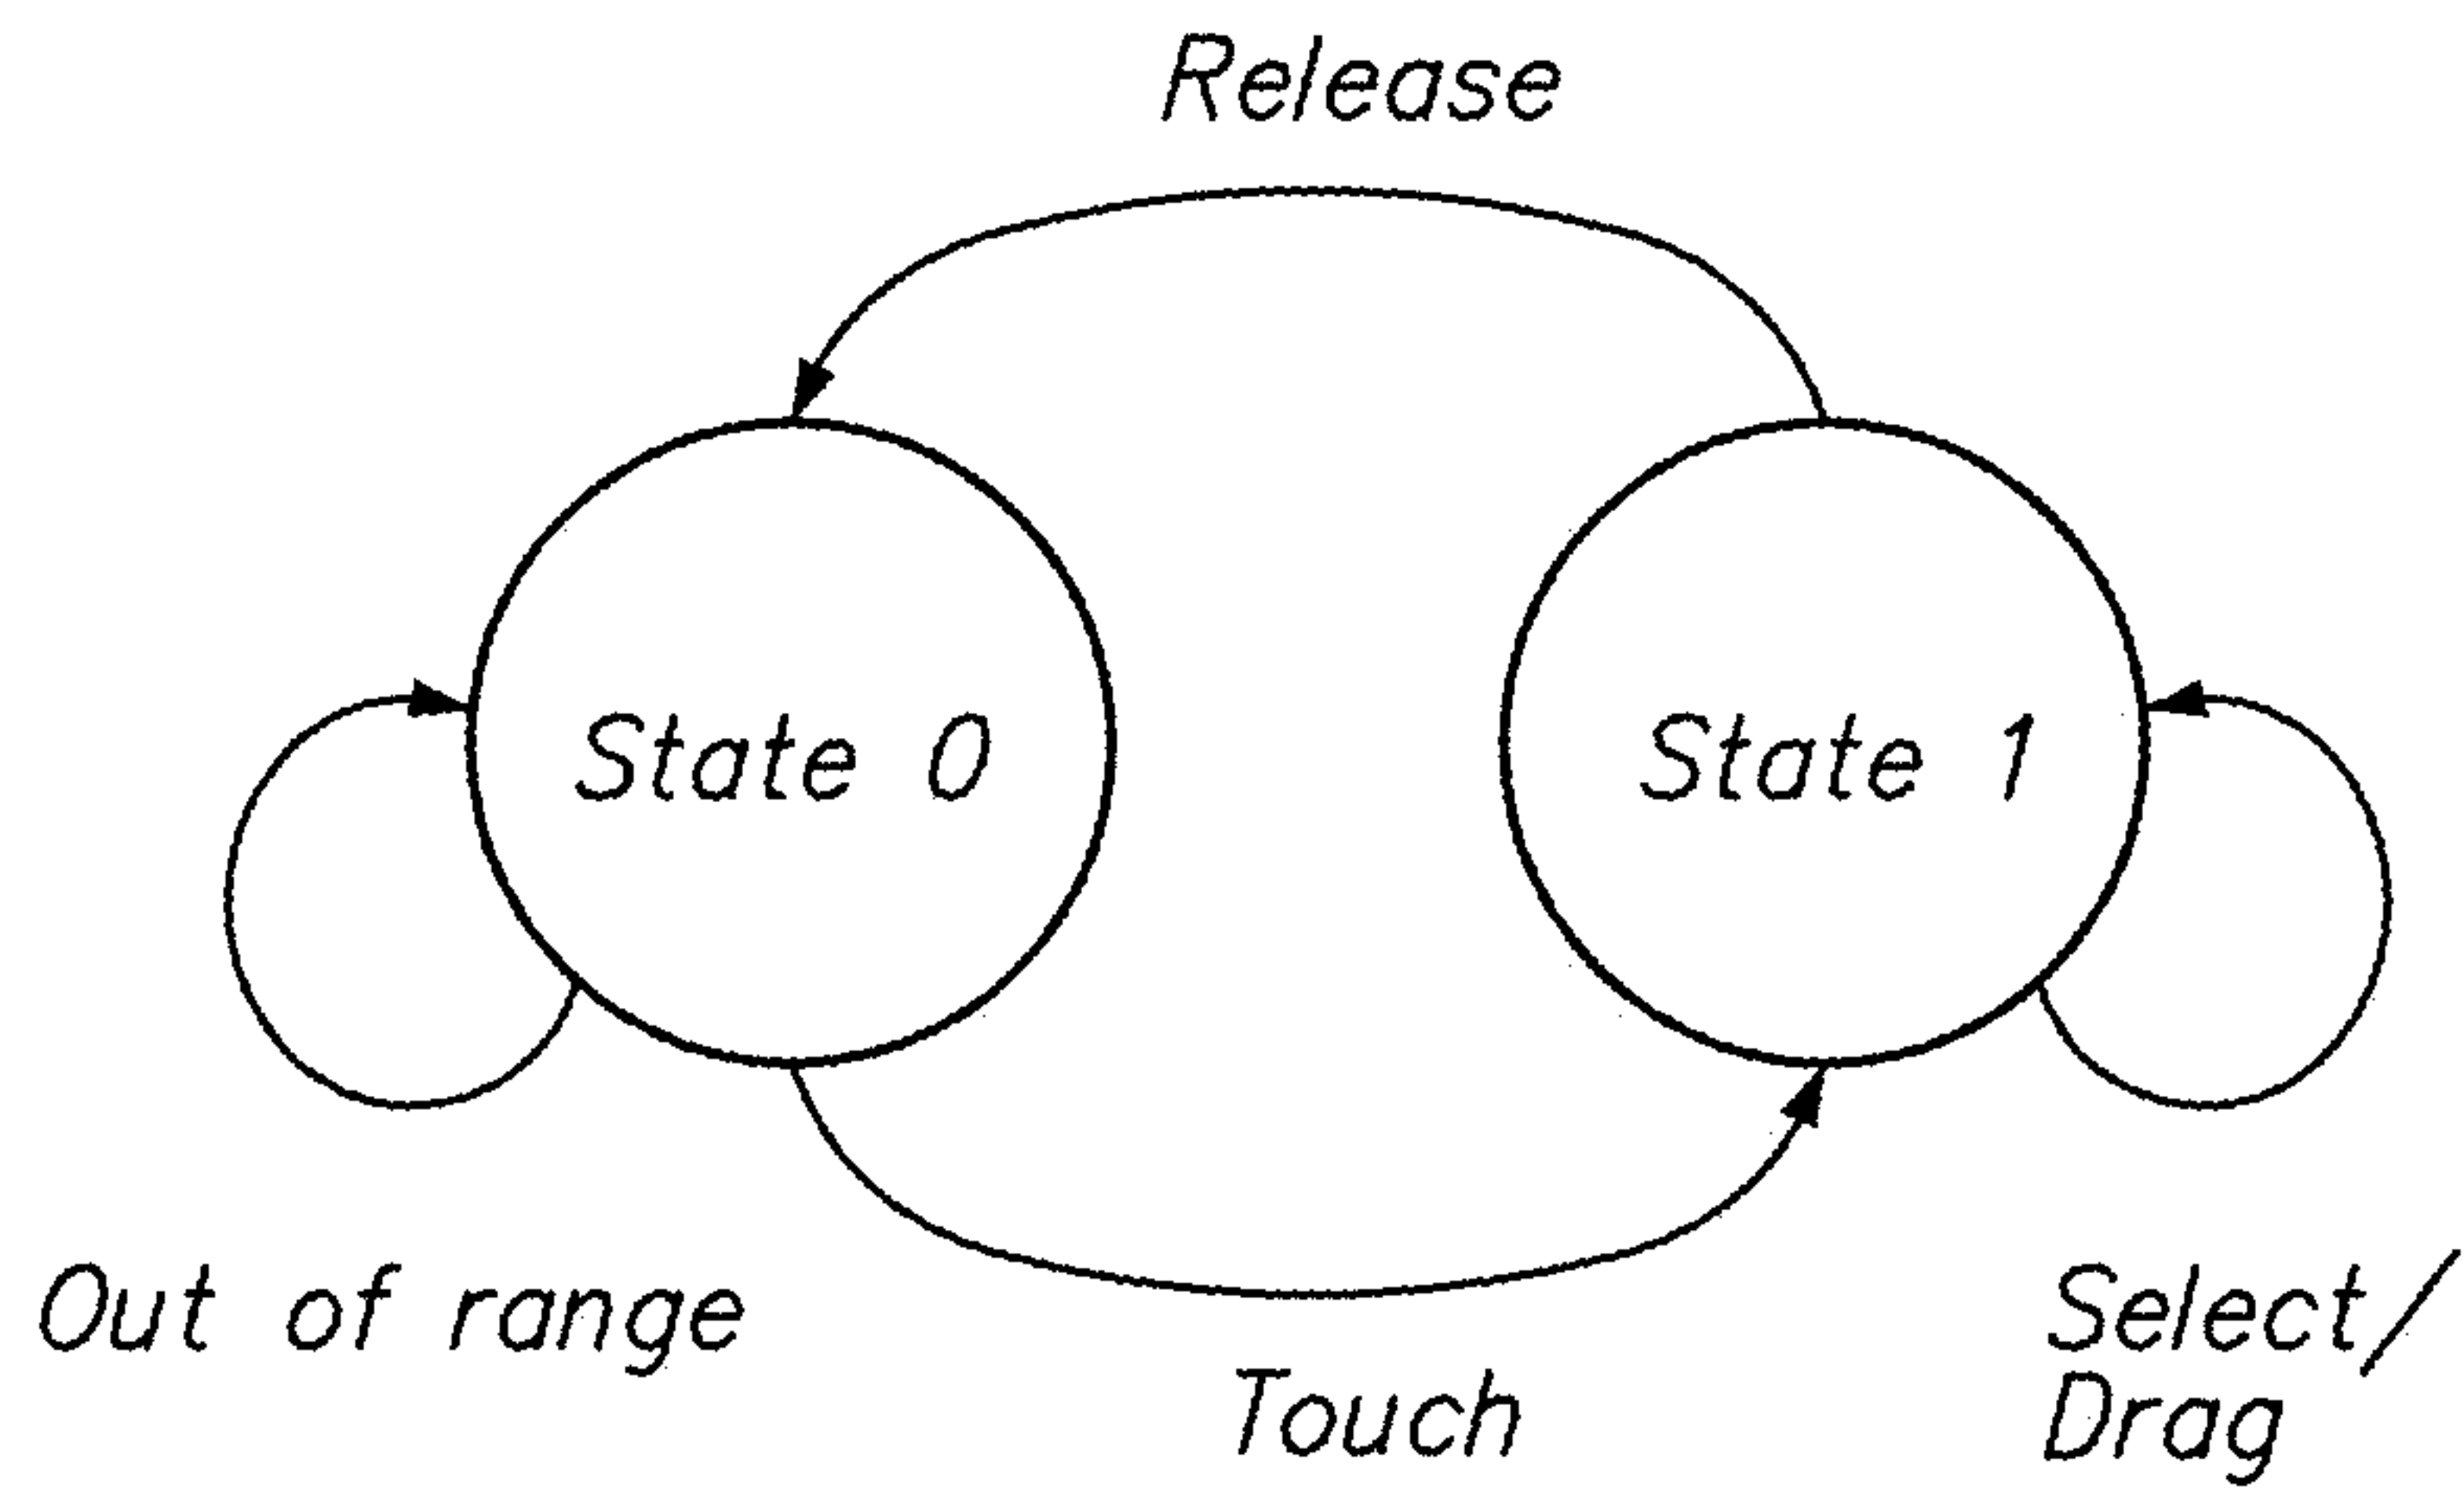 Release
State 0
State 1
Out of range
Select/
Drag
Touch